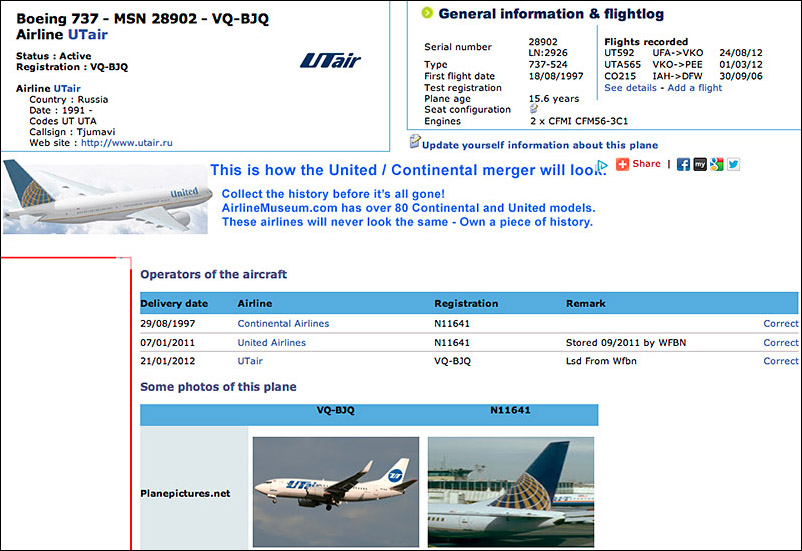 Boeing 737 - MSN 28902 - VQ-BJQ
Airline UTair
Status : Active
Registration : VQ-BJQ
UTair
Airline UTair
Country : Russia
Date : 1991 -
Codes UT UTA
Callsign : Tjumavi
Web site : http://www.utair.ru
General information & flightlog
Serial number 28902
LN:2926
Type 737-524
First flight date 18/08/1997
Test registration
Plane age 15.6 years
Seat configuration
Engines 2 x CFMI CFM56-3C1
Flights recorded
UT592 UFA->VKO 24/08/12
UTA565 VKO->PEE 01/03/12
CO215 IAH->DFW 30/09/06
See details - Add a flight
Update yourself information about this plane
United
This is how the United / Continental merger will look.
Share |
my
Collect the history before it's all gone!
AirlineMuseum.com has over 80 Continental and United models.
These airlines will never look the same - Own a piece of history.
Operators of the aircraft
Delivery date Airline Registration Remark
29/08/1997 Continental Airlines N11641 Correct
07/01/2011 United Airlines N11641 Stored 09/2011 by WFBN Correct
21/01/2012 UTair VQ-BJQ Lsd From Wfbn Correct
Some photos of this plane
VQ-BJQ N11641
Planepictures.net
UTair